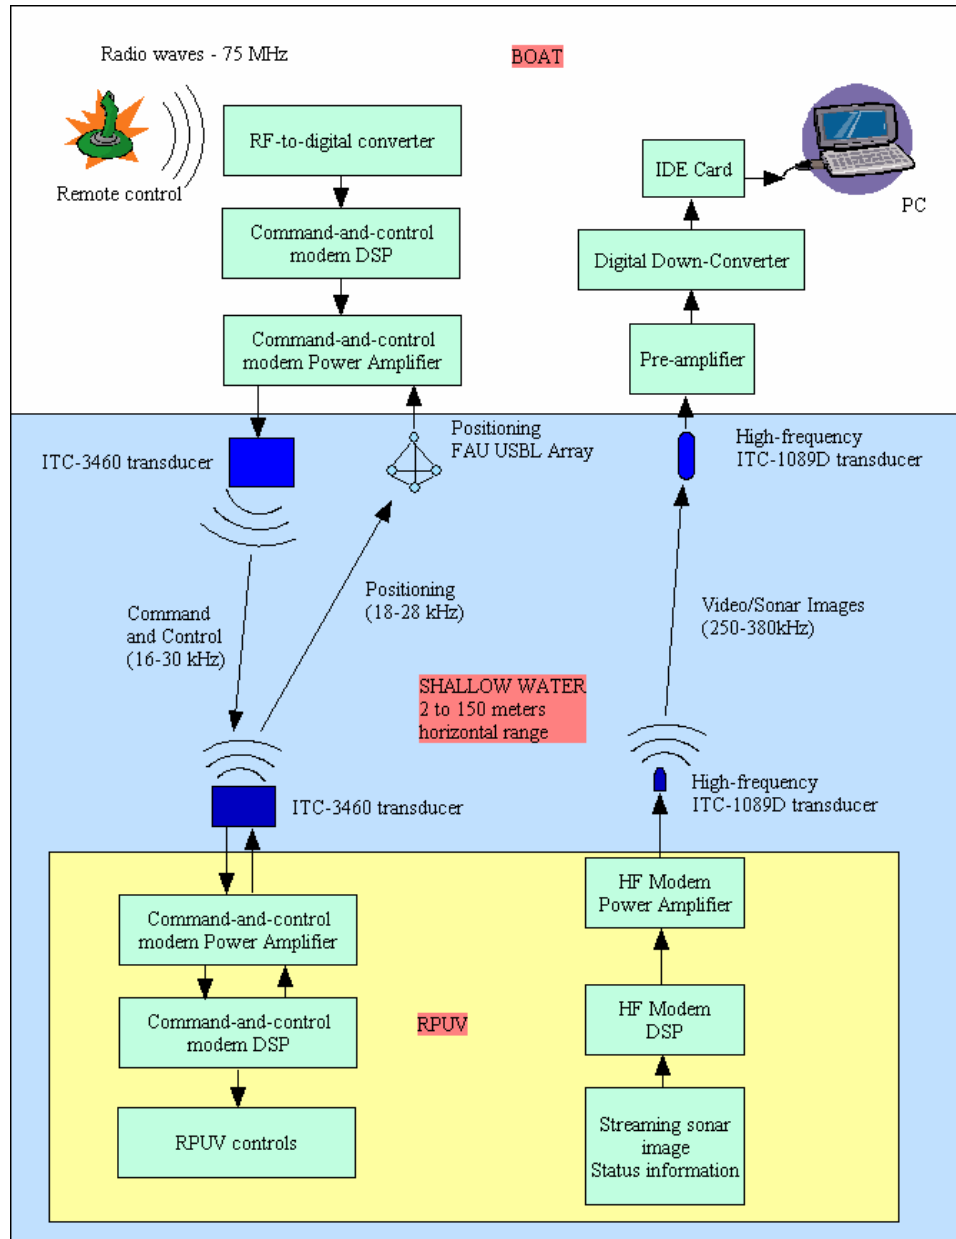 Radio waves - 75 MHz
BOAT
RF-to-digital converter
Remote control
IDE Card
PC
Command-and-control
modem DSP
Digital Down-Converter
Command-and-control
modem Power Amplifier
Pre-amplifier
ITC-3460 transducer
Positioning
FAU USBL Array
High-frequency
ITC-1089D transducer
Positioning
(18-28 kHz)
Command
and Control
(16-30 kHz)
Video/Sonar Images
(250-380kHz)
SHALLOW WATER
2 to 150 meters
horizontal range
ITC-3460 transducer
High-frequency
ITC-1089D transducer
Command-and-control
modem Power Amplifier
HF Modem
Power Amplifier
Command-and-control
modem DSP
RPUV
HF Modem
DSP
RPUV controls
Streaming sonar
image
Status information